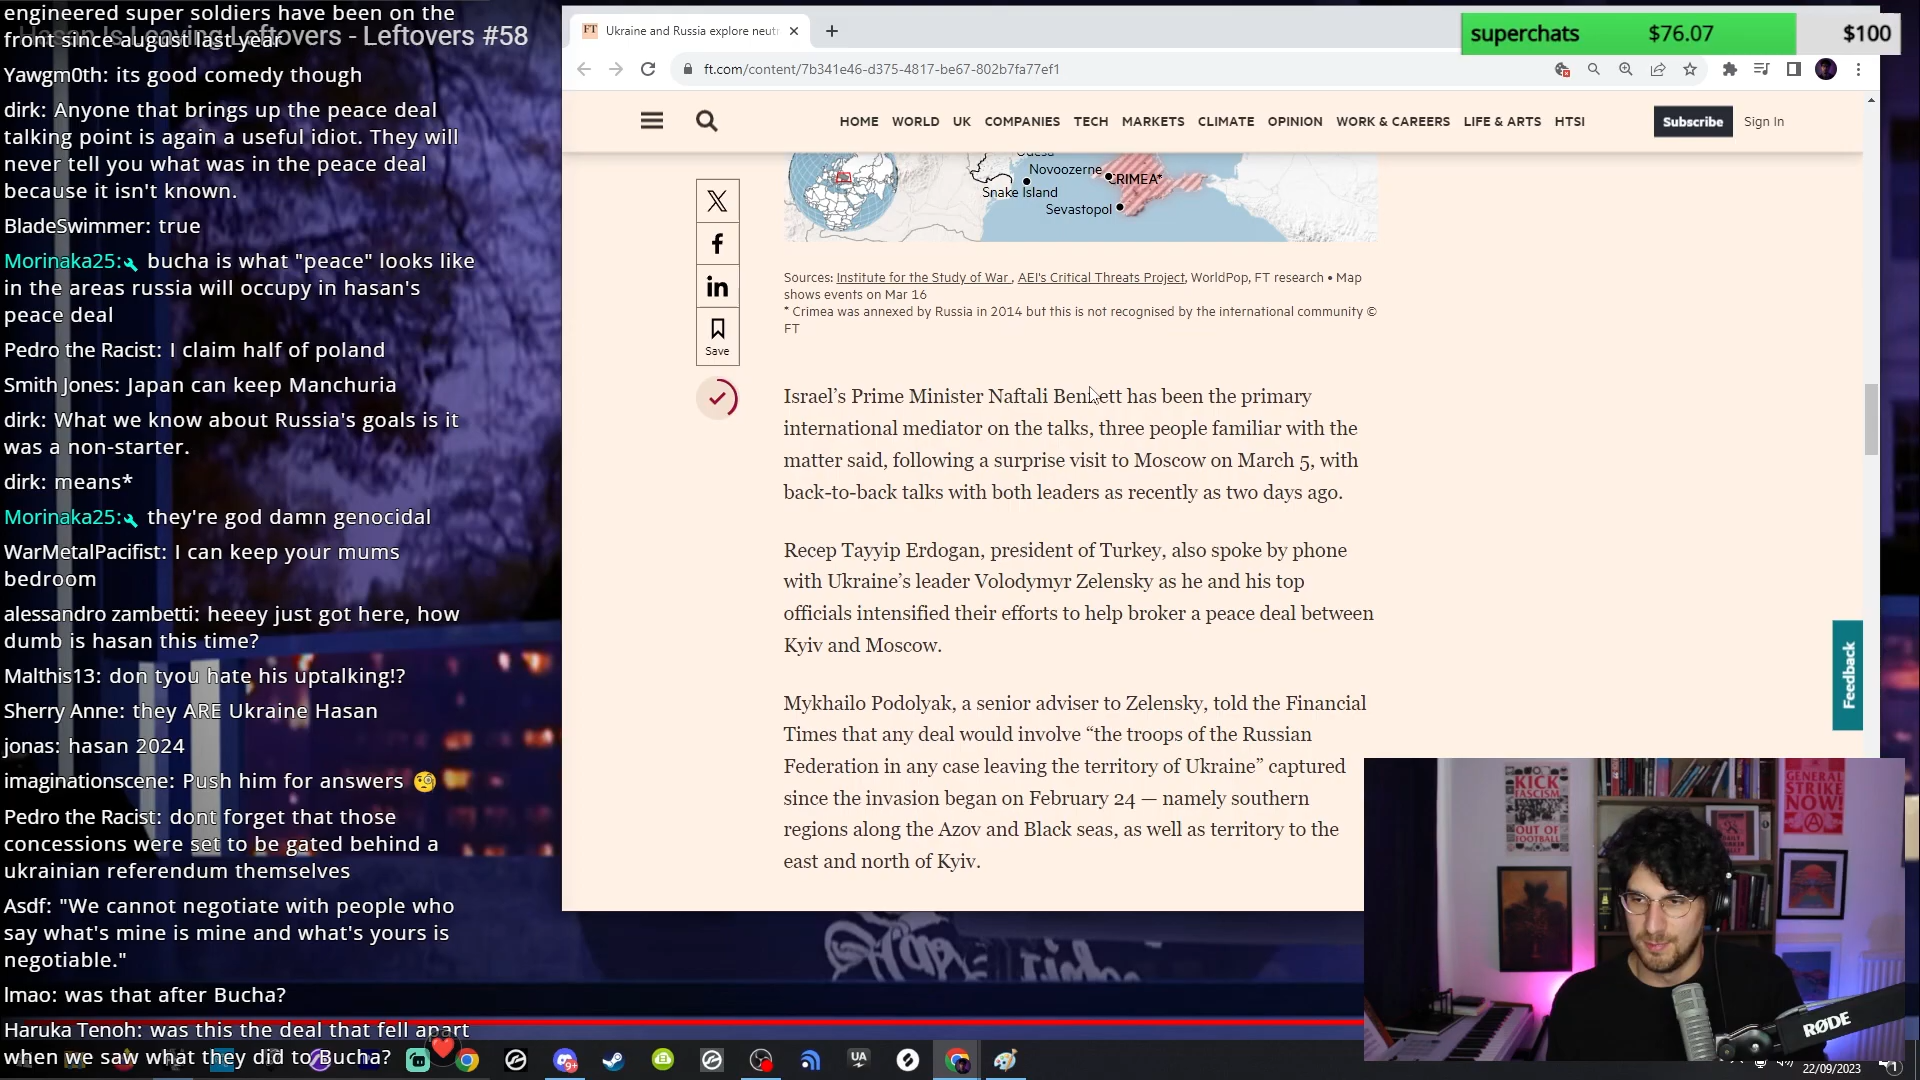 engineered super soldiers have been on the
front since august last year
Hasan Is Leaving Leftovers - Leftovers #58
Yawgm0th: its good comedy though
dirk: Anyone that brings up the peace deal
talking point is again a useful idiot. They will
never tell you what was in the peace deal
because it isn't known.
BladeSwimmer: true
Morinaka25: bucha is what "peace" looks like
in the areas russia will occupy in hasan's
peace deal
Pedro the Racist: I claim half of poland
Smith Jones: Japan can keep Manchuria
dirk: What we know about Russia's goals is it
was a non-starter.
dirk: means*
Morinaka25: they're god damn genocidal
WarMetalPacifist: I can keep your mums
bedroom
alessandro zambetti: heeey just got here, how
dumb is hasan this time?
Malthis13: don tyou hate his uptalking!?
Sherry Anne: they ARE Ukraine Hasan
jonas: hasan 2024
imaginationscene: Push him for answers 🧐
Pedro the Racist: dont forget that those
concessions were set to be gated behind a
ukrainian referendum themselves
Asdf: "We cannot negotiate with people who
say what's mine is mine and what's yours is
negotiable."
lmao: was that after Bucha?
Haruka Tenoh: was this the deal that fell apart
when we saw what they did to Bucha?
FT Ukraine and Russia explore neutr
superchats $76.07 $100
ft.com/content/7b341e46-d375-4817-be67-802b7fa77ef1
HOME WORLD UK COMPANIES TECH MARKETS CLIMATE OPINION WORK & CAREERS LIFE & ARTS HTSI
Subscribe Sign In
Odesa
Novoozerne
CRIMEA*
Snake Island
Sevastopol
Save
Sources: Institute for the Study of War , AEI's Critical Threats Project, WorldPop, FT research • Map
shows events on Mar 16
* Crimea was annexed by Russia in 2014 but this is not recognised by the international community ©
FT
Israel's Prime Minister Naftali Bennett has been the primary
international mediator on the talks, three people familiar with the
matter said, following a surprise visit to Moscow on March 5, with
back-to-back talks with both leaders as recently as two days ago.
Recep Tayyip Erdogan, president of Turkey, also spoke by phone
with Ukraine's leader Volodymyr Zelensky as he and his top
officials intensified their efforts to help broker a peace deal between
Kyiv and Moscow.
Mykhailo Podolyak, a senior adviser to Zelensky, told the Financial
Times that any deal would involve “the troops of the Russian
Federation in any case leaving the territory of Ukraine” captured
since the invasion began on February 24 — namely southern
regions along the Azov and Black seas, as well as territory to the
east and north of Kyiv.
Feedback
KICK
FASCISM
OUT OF
FOOTBALL
GENERAL
STRIKE
NOW!
RØDE
UA
22/09/2023